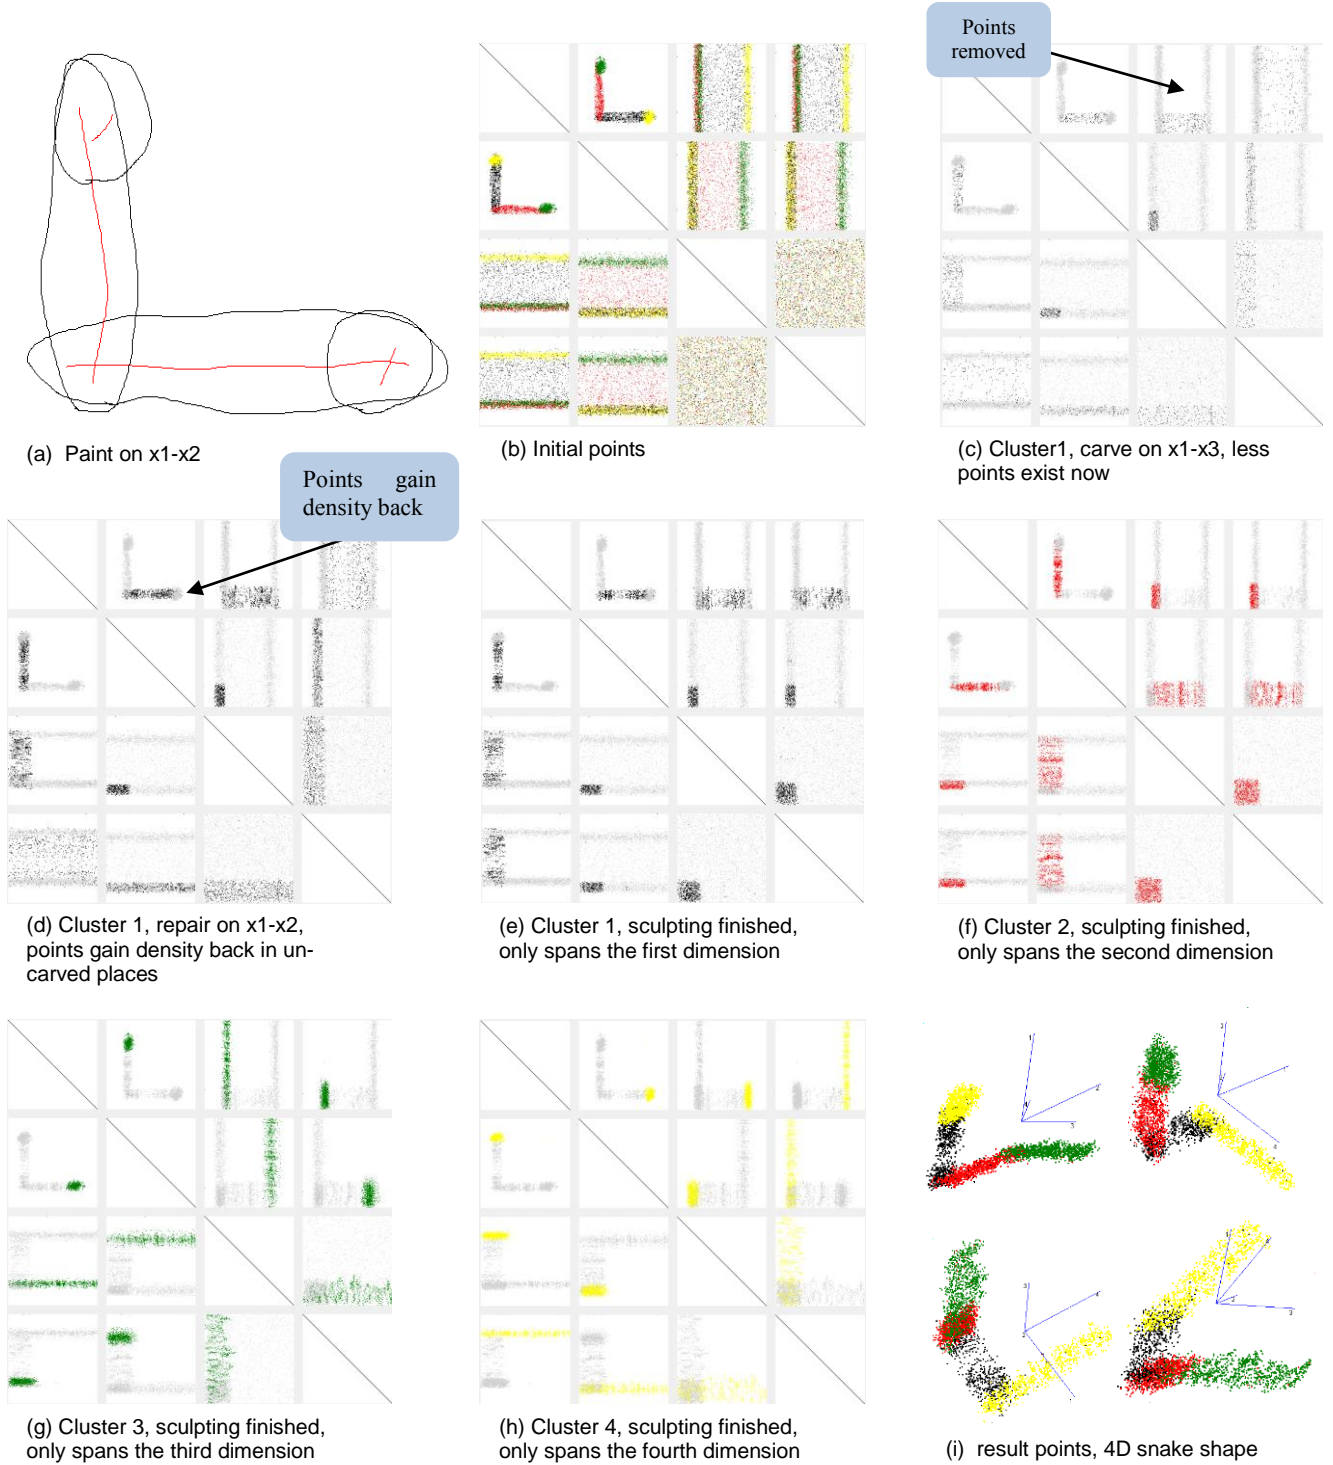 Points
removed
(a) Paint on x1-x2
(b) Initial points
(c) Cluster1, carve on x1-x3, less
points exist now
Points gain
density back
(d) Cluster 1, repair on x1-x2,
points gain density back in un-
carved places
(e) Cluster 1, sculpting finished,
only spans the first dimension
(f) Cluster 2, sculpting finished,
only spans the second dimension
(g) Cluster 3, sculpting finished,
only spans the third dimension
(h) Cluster 4, sculpting finished,
only spans the fourth dimension
(i) result points, 4D snake shape